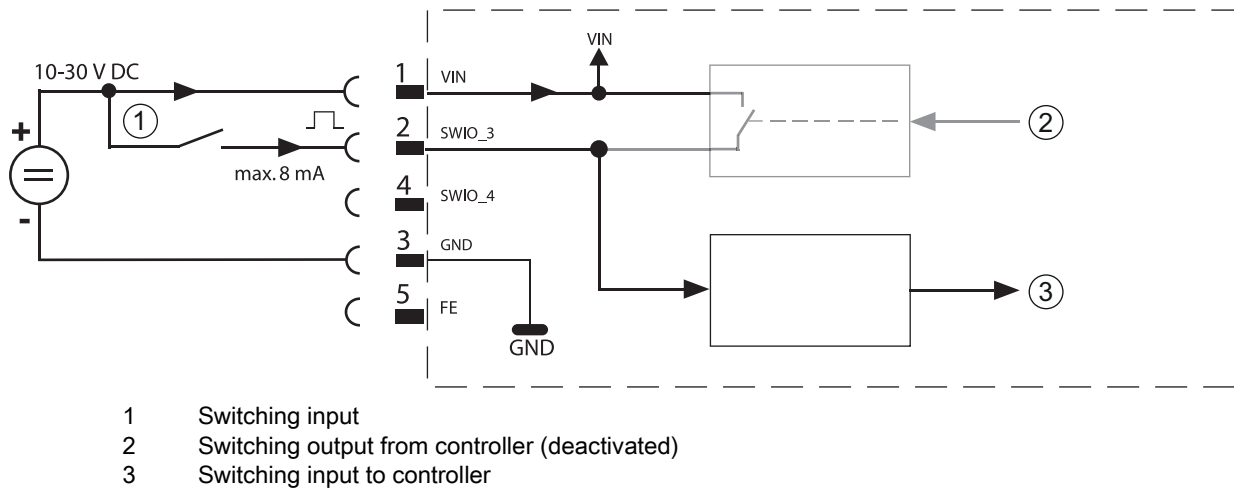 VIN
10-30 V DC
1 VIN
1
2 SWIO_3
2
+
max. 8 mA
4 SWIO_4
-
3 GND
3
5 FE
GND
1 Switching input
2 Switching output from controller (deactivated)
3 Switching input to controller